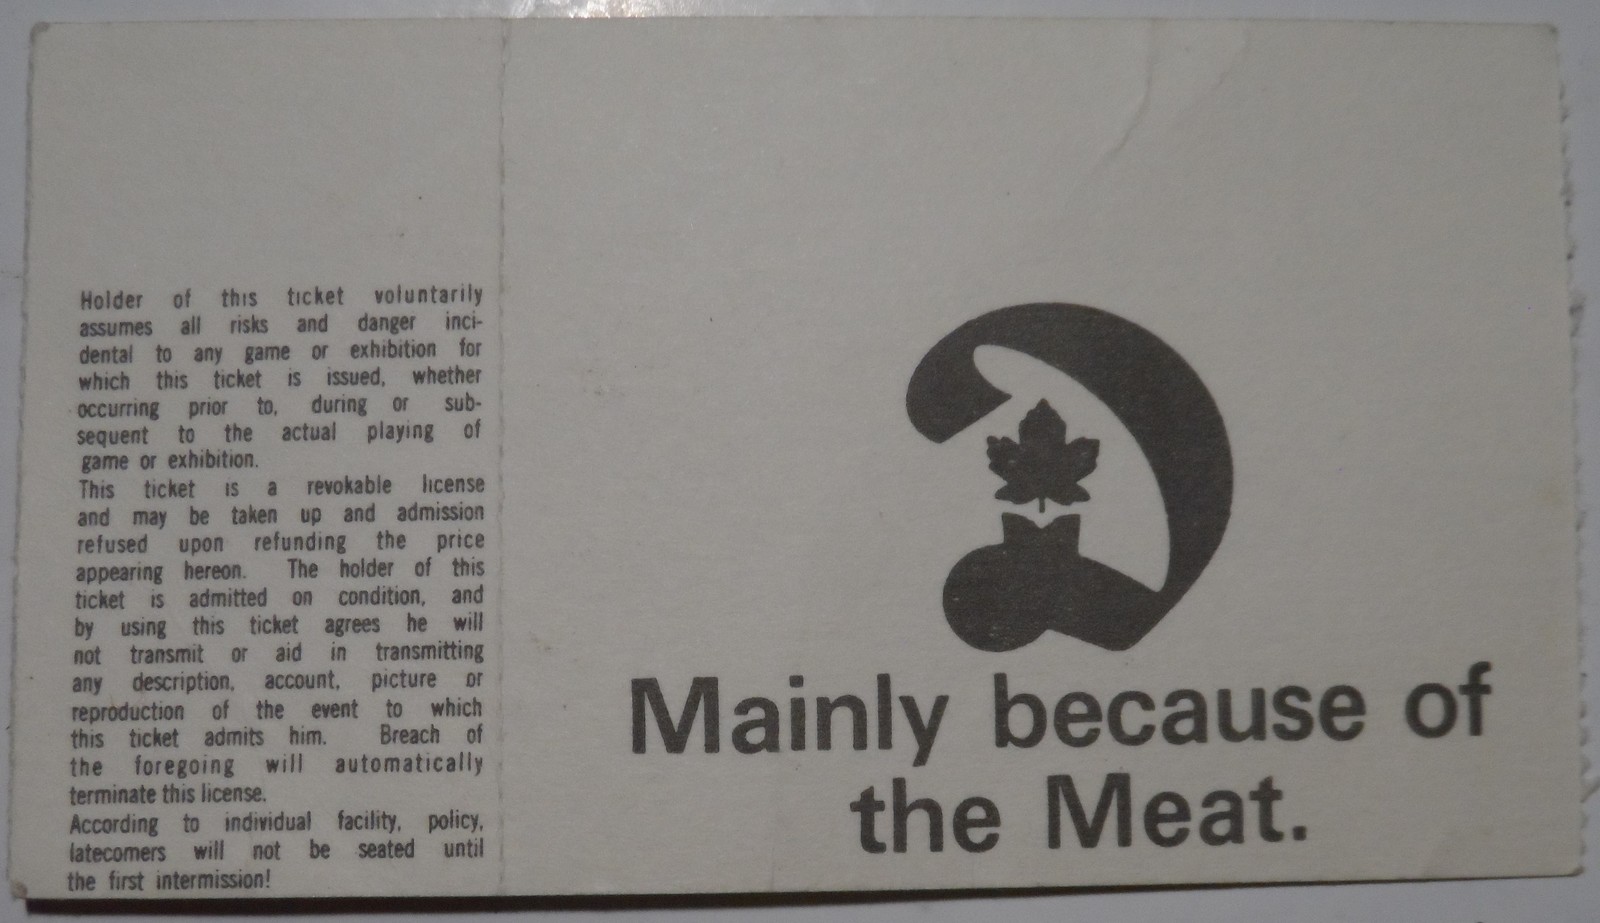 Holder of this ticket voluntarily
assumes all risks and danger inci-
dental to any game or exhibition for
which this ticket is issued, whether
occurring prior to, during or sub-
sequent to the actual playing of
game or exhibition.
This ticket is a revokable license
and may be taken up and admission
refused upon refunding the price
appearing hereon. The holder of this
ticket is admitted on condition, and
by using this ticket agrees he will
not transmit or aid in transmitting
any description, account, picture or
reproduction of the event to which
this ticket admits him. Breach of
the foregoing will automatically
terminate this license.
According to individual facility, policy,
latecomers will not be seated until
the first intermission!
Mainly because of
the Meat.